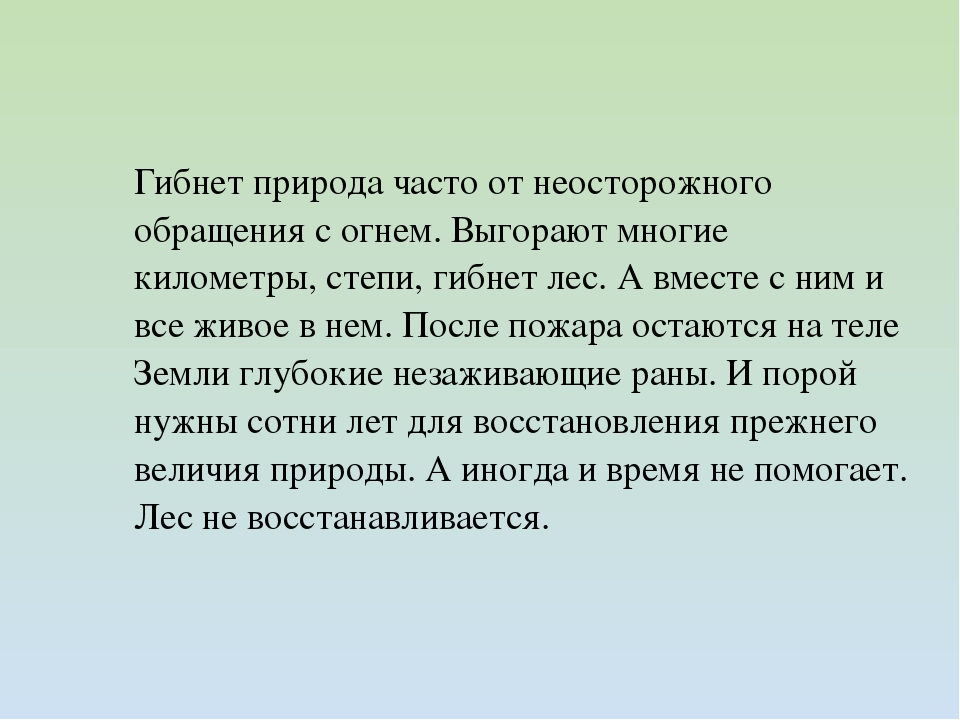 Гибнет природа часто от неосторожного
обращения с огнем. Выгорают многие
километры, степи, гибнет лес. А вместе с ним и
все живое в нем. После пожара остаются на теле
Земли глубокие незаживающие раны. И порой
нужны сотни лет для восстановления прежнего
величия природы. А иногда и время не помогает.
Лес не восстанавливается.